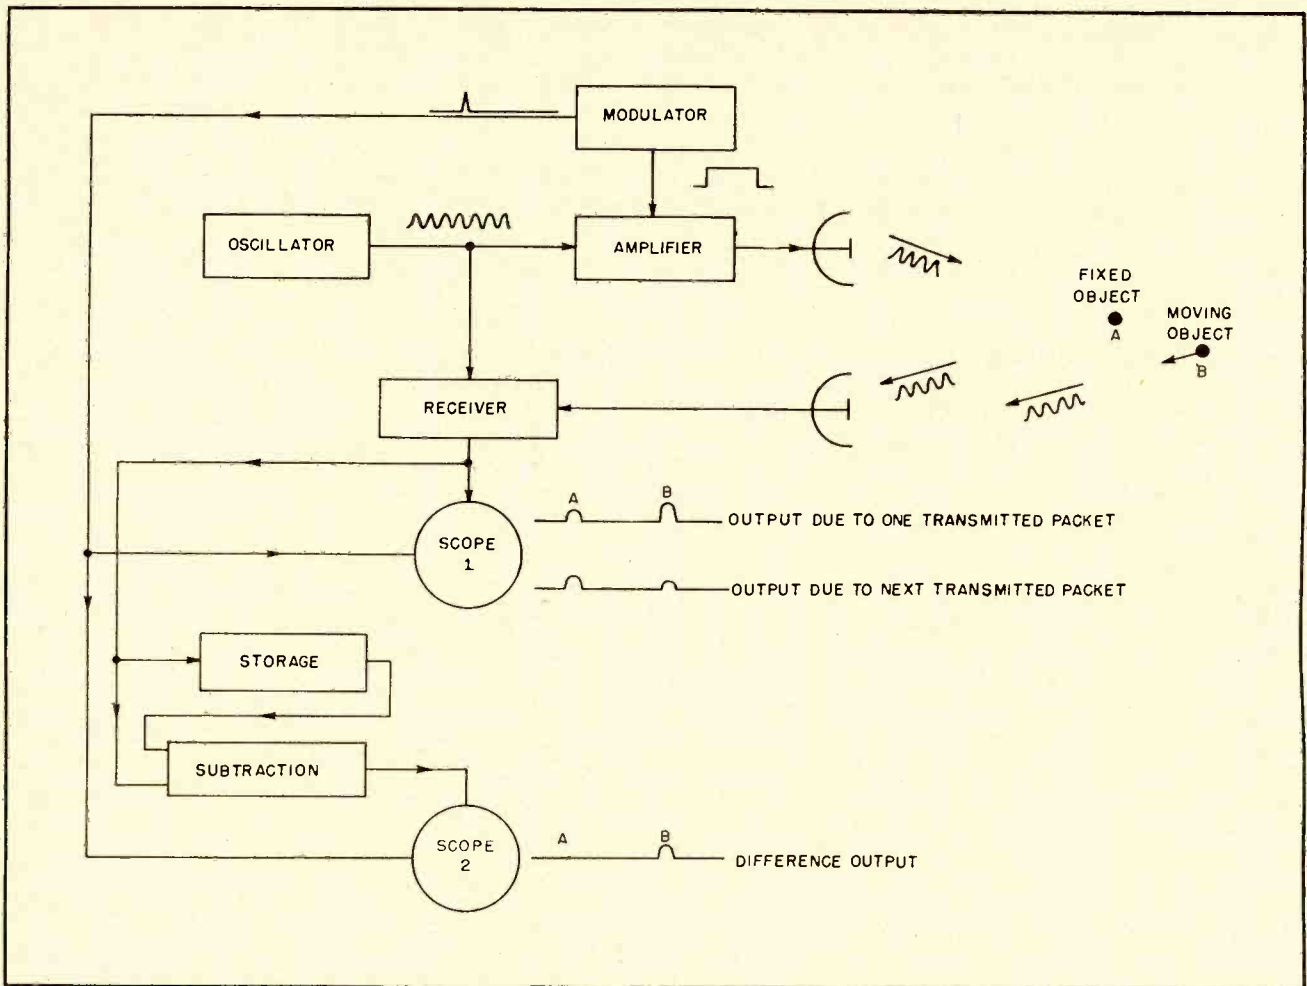 MODULATOR
OSCILLATOR
AMPLIFIER
FIXED
OBJECT
A
MOVING
OBJECT
B
RECEIVER
SCOPE
1
A B
OUTPUT DUE TO ONE TRANSMITTED PACKET
OUTPUT DUE TO NEXT TRANSMITTED PACKET
STORAGE
SUBTRACTION
SCOPE
2
A B
DIFFERENCE OUTPUT